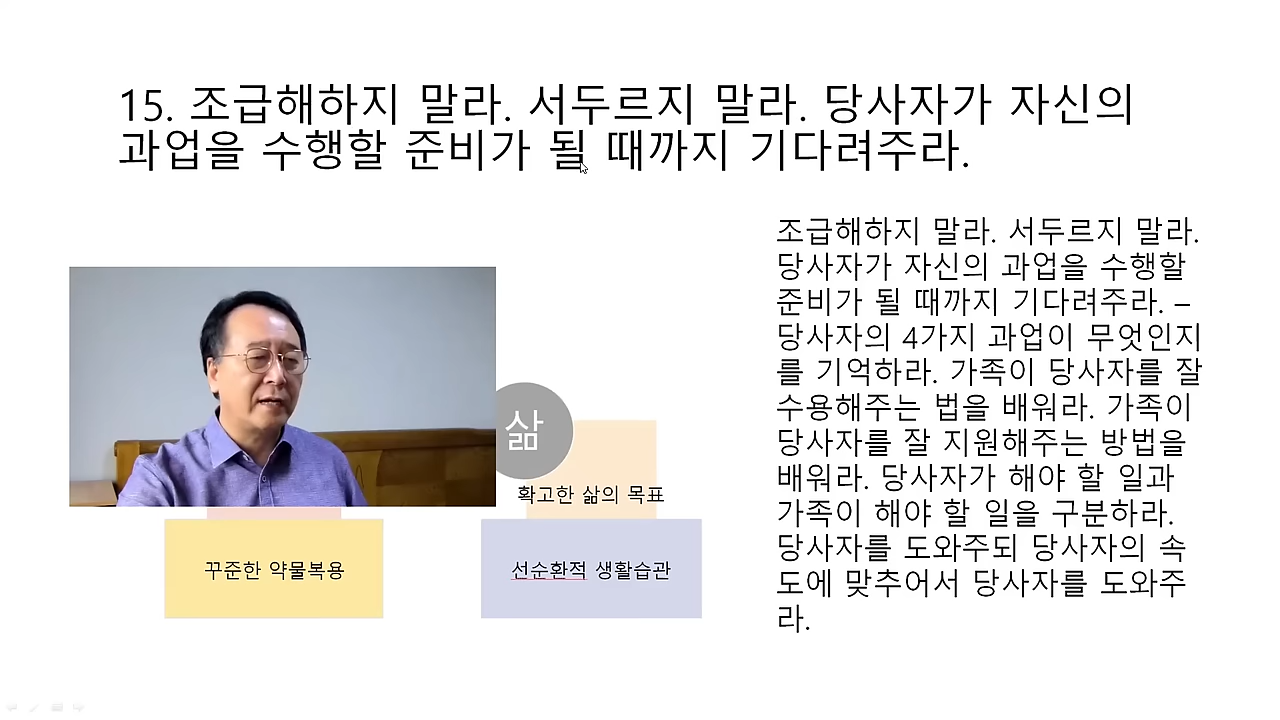 15. 조급해하지 말라. 서두르지 말라. 당사자가 자신의
과업을 수행할 준비가 될 때까지 기다려주라.
조급해하지 말라. 서두르지 말라.
당사자가 자신의 과업을 수행할
준비가 될 때까지 기다려주라. –
당사자의 4가지 과업이 무엇인지
를 기억하라. 가족이 당사자를 잘
수용해주는 법을 배워라. 가족이
당사자를 잘 지원해주는 방법을
배워라. 당사자가 해야 할 일과
가족이 해야 할 일을 구분하라.
당사자를 도와주되 당사자의 속
도에 맞추어서 당사자를 도와주
라.
삶
확고한 삶의 목표
꾸준한 약물복용
선순환적 생활습관